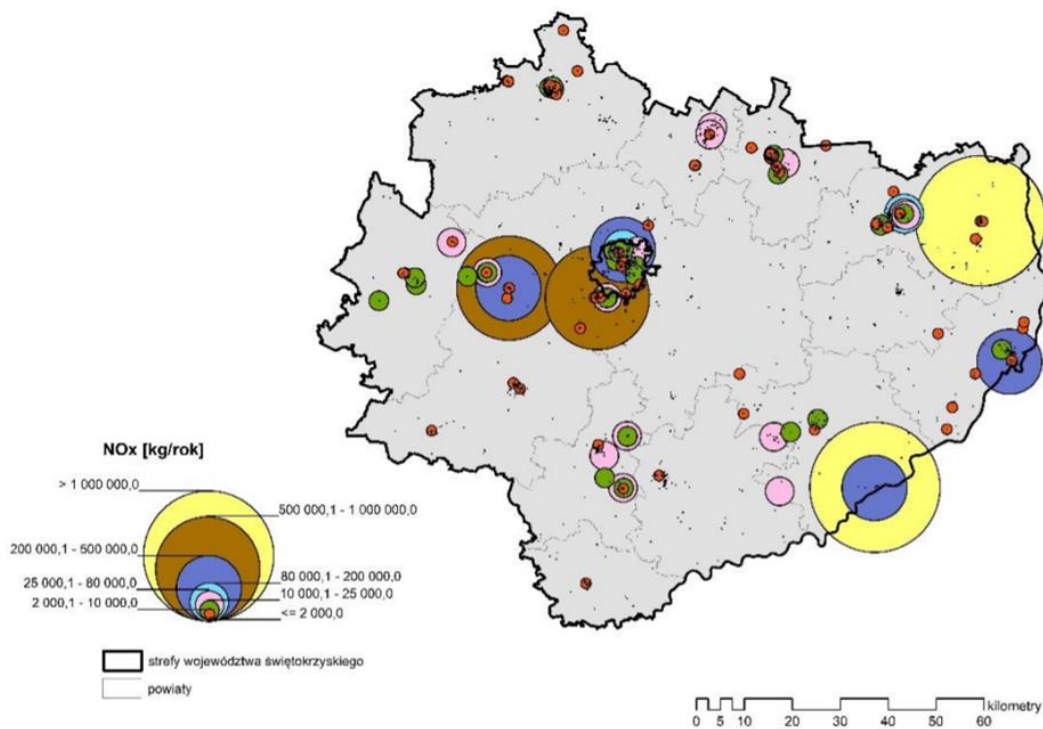 NOx [kg/rok]
> 1 000 000,0
500 000,1 - 1 000 000,0
200 000,1 - 600 000,0
80 000,1 - 200 000,0
25 000,1 - 80 000,0
10 000,1 - 25 000,0
2 000,1 - 10 000,0
<= 2 000,0
strefy województwa świętokrzyskiego
powiaty
kilometry
0 5 10 20 30 40 50 60